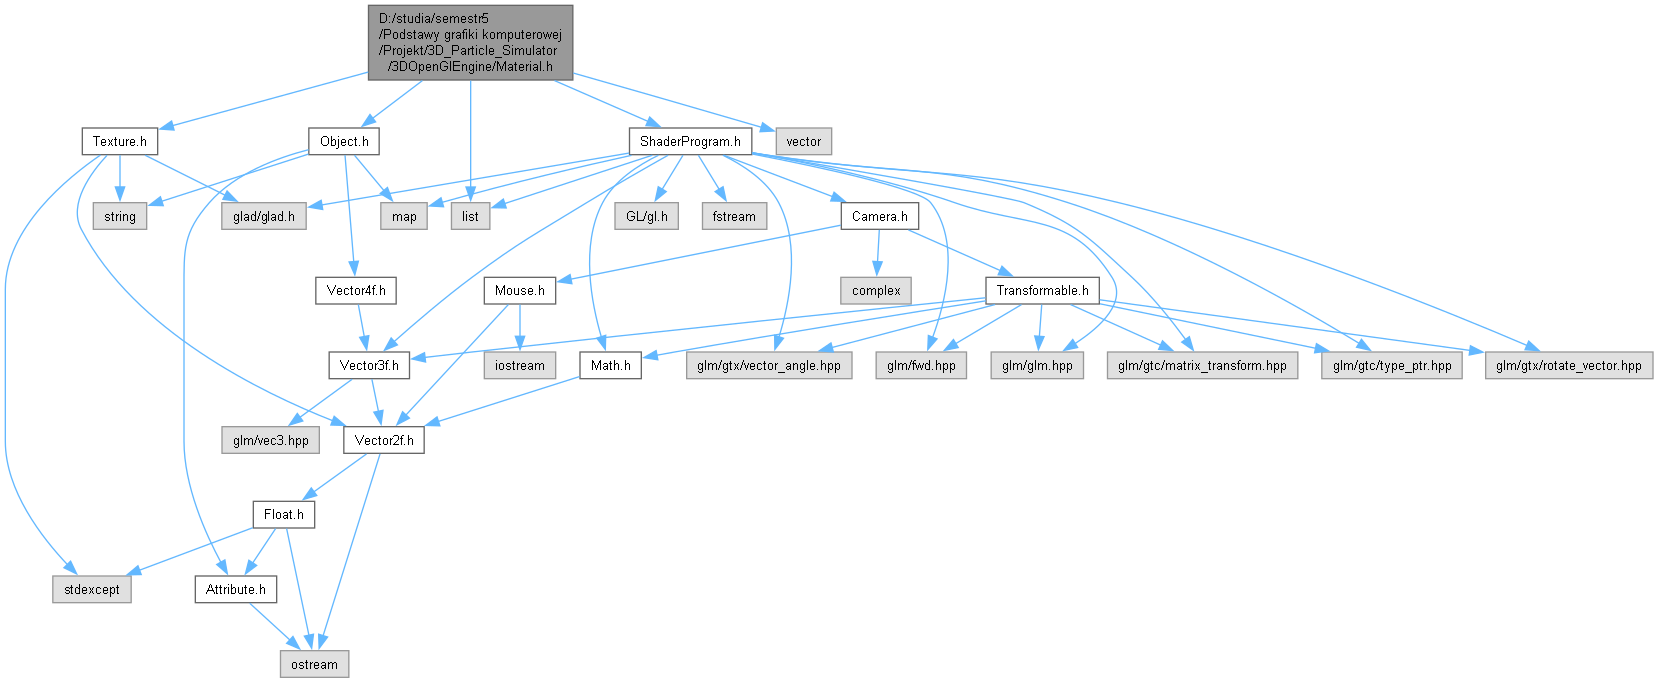 D:/studia/semestr5
/Podstawy grafiki komputerowej
/Projekt/3D_Particle_Simulator
/3DOpenGlEngine/Material.h
Texture.h
Object.h
ShaderProgram.h
vector
string
glad/glad.h
map
list
GL/gl.h
fstream
Camera.h
Vector4f.h
Mouse.h
complex
Transformable.h
Vector3f.h
iostream
Math.h
glm/gtx/vector_angle.hpp
glm/fwd.hpp
glm/glm.hpp
glm/gtc/matrix_transform.hpp
glm/gtc/type_ptr.hpp
glm/gtx/rotate_vector.hpp
glm/vec3.hpp
Vector2f.h
Float.h
stdexcept
Attribute.h
ostream